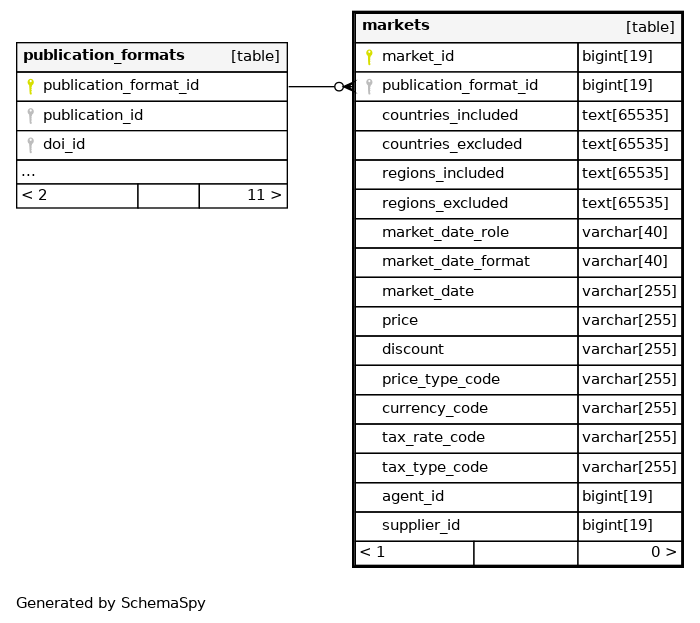 publication_formats [table]
publication_format_id
publication_id
doi_id
...
< 2 11 >
markets [table]
market_id bigint[19]
publication_format_id bigint[19]
countries_included text[65535]
countries_excluded text[65535]
regions_included text[65535]
regions_excluded text[65535]
market_date_role varchar[40]
market_date_format varchar[40]
market_date varchar[255]
price varchar[255]
discount varchar[255]
price_type_code varchar[255]
currency_code varchar[255]
tax_rate_code varchar[255]
tax_type_code varchar[255]
agent_id bigint[19]
supplier_id bigint[19]
< 1 0 >
Generated by SchemaSpy